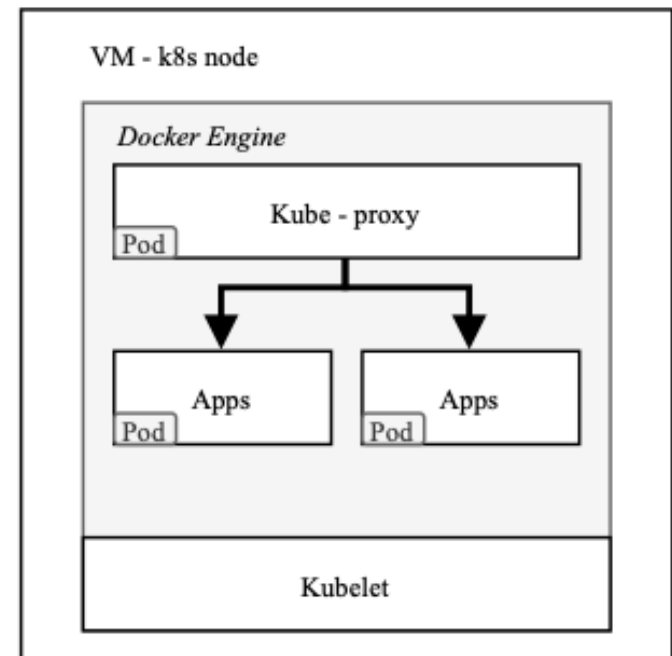 VM - k8s node
Docker Engine
Kube - proxy
Pod
Apps
Pod
Apps
Pod
Kubelet